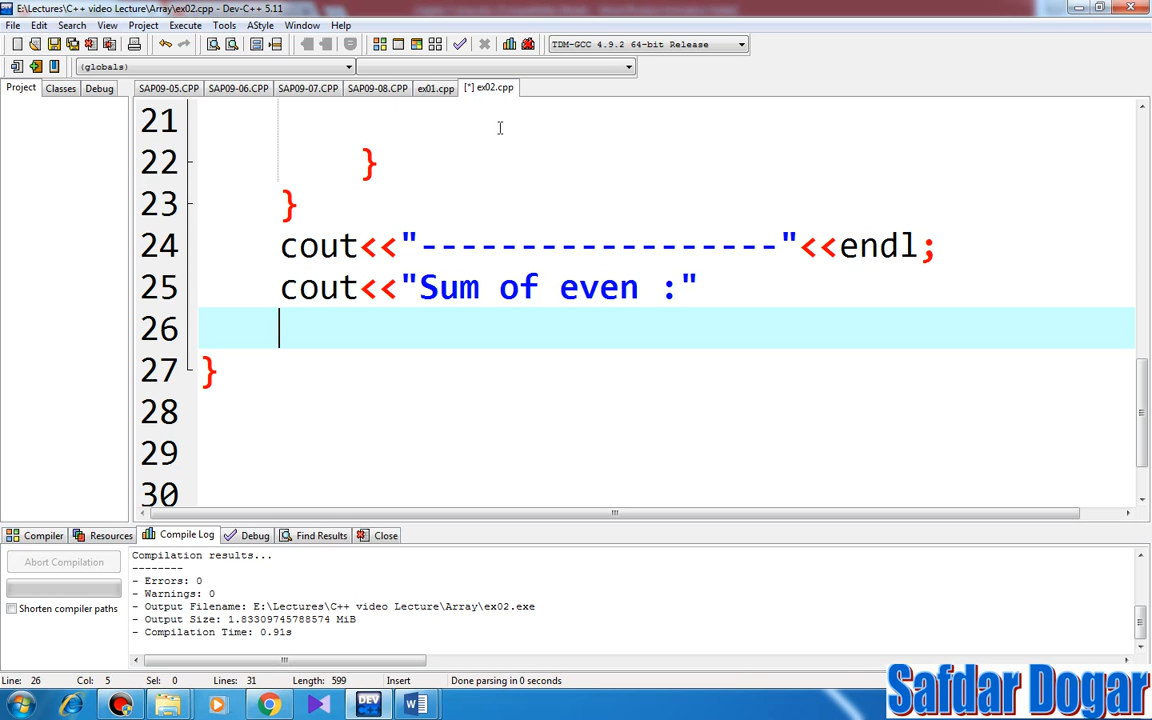 E:\Lectures\C++ video Lecture\Array\ex02.cpp - Dev-C++ 5.11
File Edit Search View Project Execute Tools AStyle Window Help
TDM-GCC 4.9.2 64-bit Release
(globals)
Project Classes Debug SAP09-05.CPP SAP09-06.CPP SAP09-07.CPP SAP09-08.CPP ex01.cpp [*] ex02.cpp
21
22 }
23 }
24 cout<<"------------------"<<endl;
25 cout<<"Sum of even :"
26
27 }
28
29
30
Compiler Resources Compile Log Debug Find Results Close
Abort Compilation
Shorten compiler paths
Compilation results...
--------
- Errors: 0
- Warnings: 0
- Output Filename: E:\Lectures\C++ video Lecture\Array\ex02.exe
- Output Size: 1.83309745788574 MiB
- Compilation Time: 0.91s
Line: 26 Col: 5 Sel: 0 Lines: 31 Length: 599 Insert Done parsing in 0 seconds
DEV
Safdar Dogar